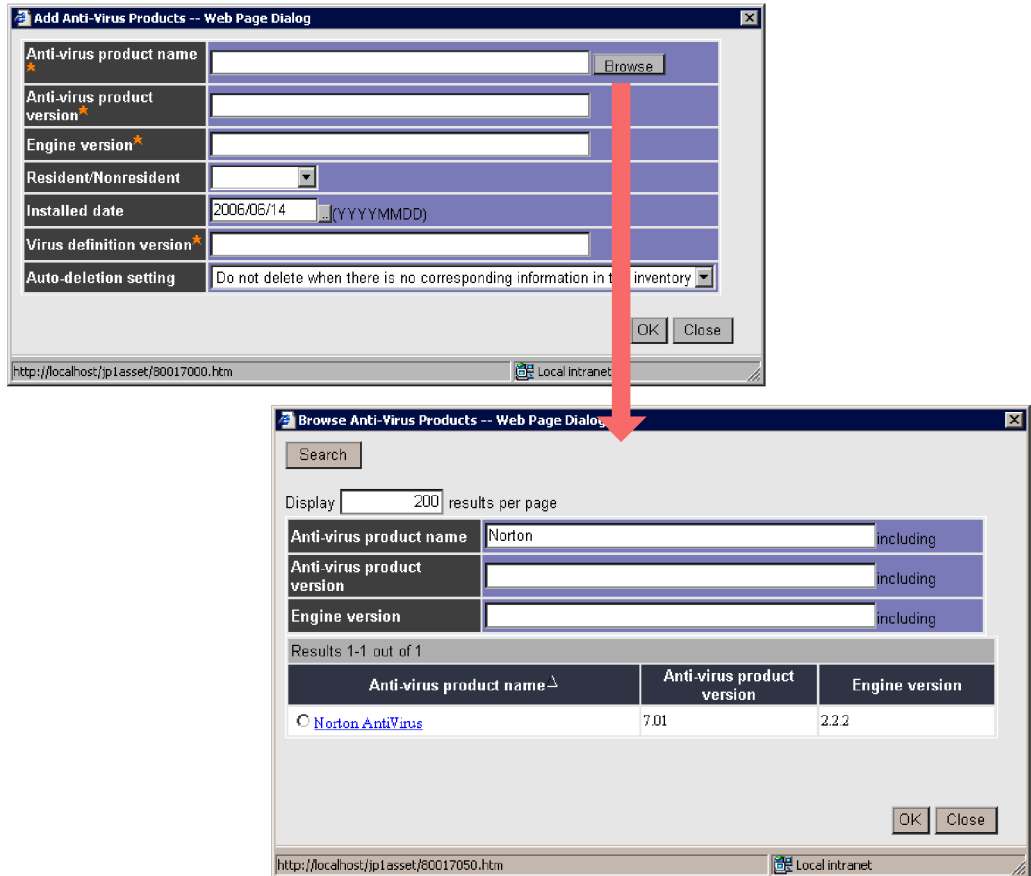 Add Anti-Virus Products -- Web Page Dialog
Anti-virus product name
★
Browse
Anti-virus product
version★
Engine version★
Resident/Nonresident
Installed date
2006/06/14
..
(YYYYMMDD)
Virus definition version★
Auto-deletion setting
Do not delete when there is no corresponding information in inventory
OK
Close
http://localhost/jp1asset/80017000.htm
Local intranet
Browse Anti-Virus Products -- Web Page Dialog
Search
Display 200 results per page
Anti-virus product name
Norton
including
Anti-virus product
version
including
Engine version
including
Results 1-1 out of 1
Anti-virus product name△
Anti-virus product
version
Engine version
Norton AntiVirus
7.01
2.2.2
OK
Close
http://localhost/jp1asset/80017050.htm
Local intranet